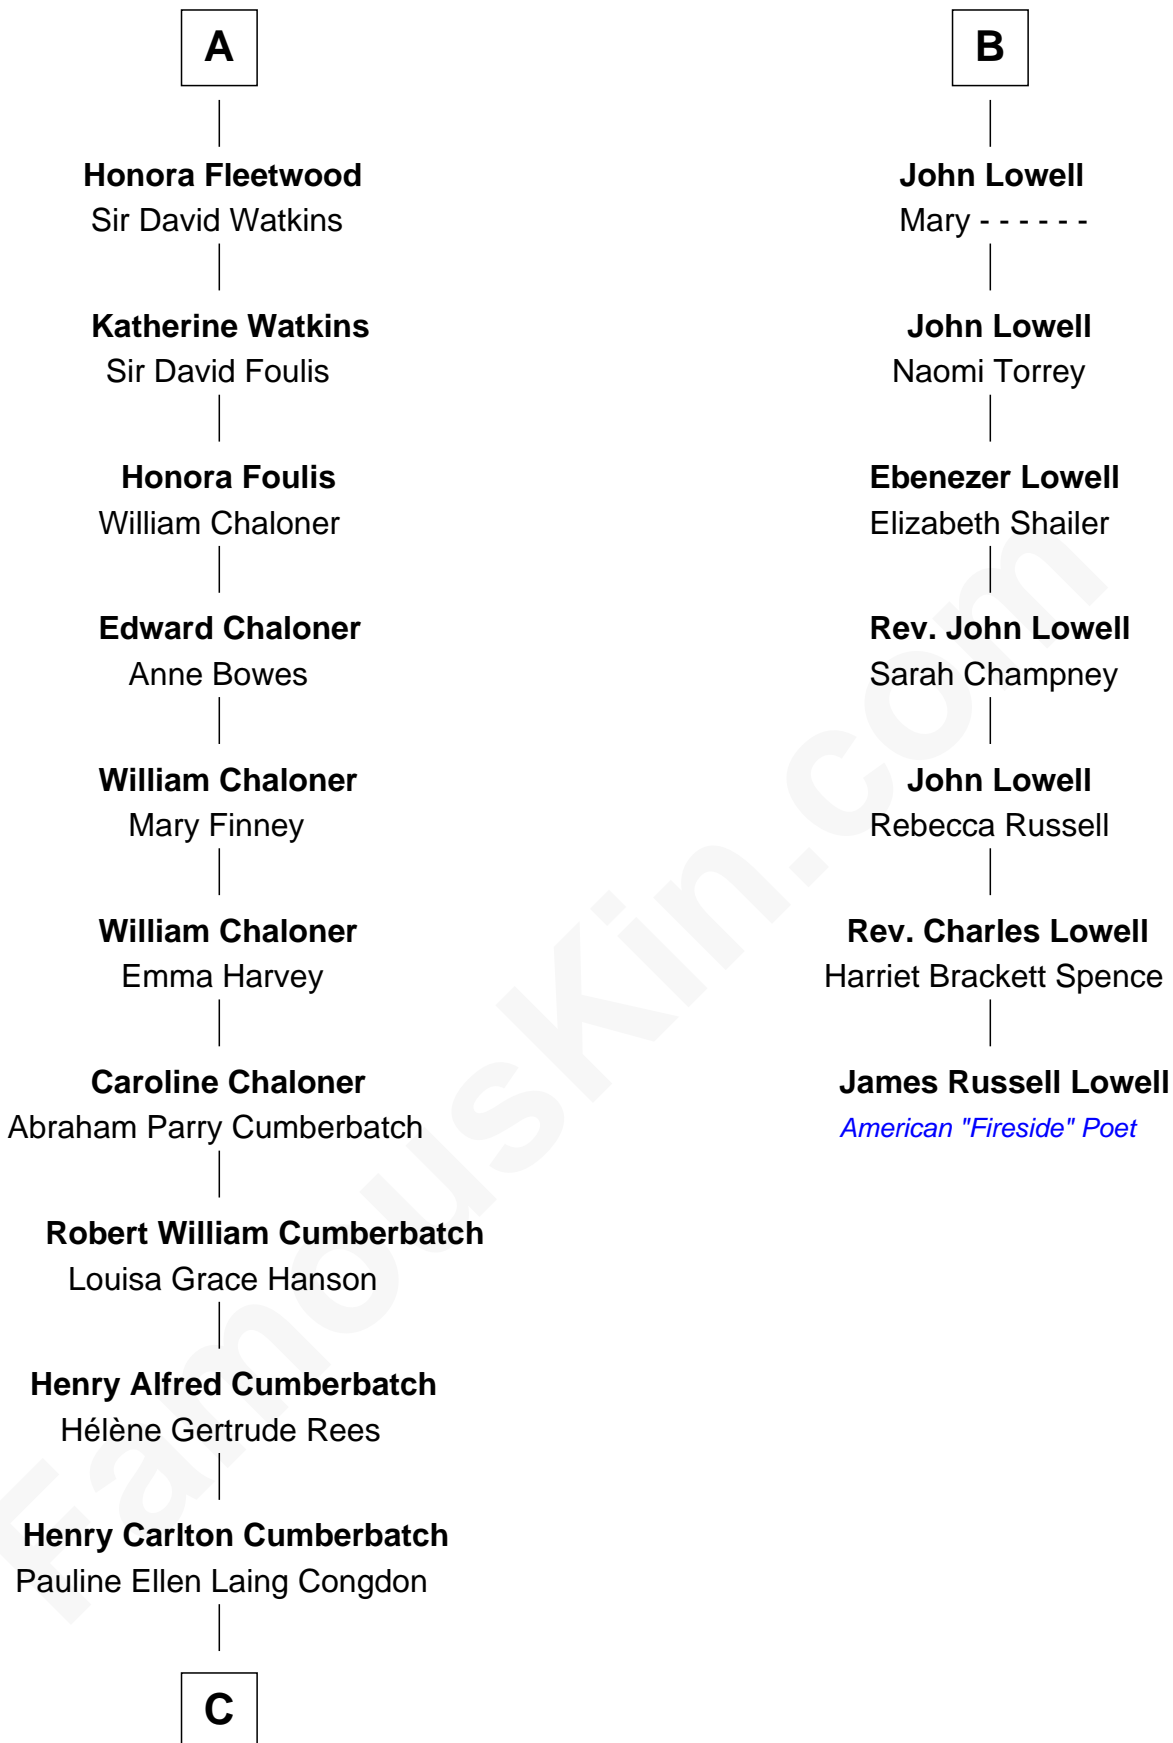 A
Honora Fleetwood
Sir David Watkins
Katherine Watkins
Sir David Foulis
Honora Foulis
William Chaloner
Edward Chaloner
Anne Bowes
William Chaloner
Mary Finney
William Chaloner
Emma Harvey
Caroline Chaloner
Abraham Parry Cumberbatch
Robert William Cumberbatch
Louisa Grace Hanson
Henry Alfred Cumberbatch
Hélène Gertrude Rees
Henry Carlton Cumberbatch
Pauline Ellen Laing Congdon
C
B
John Lowell
Mary - - - - - -
John Lowell
Naomi Torrey
Ebenezer Lowell
Elizabeth Shailer
Rev. John Lowell
Sarah Champney
John Lowell
Rebecca Russell
Rev. Charles Lowell
Harriet Brackett Spence
James Russell Lowell
American "Fireside" Poet
FamousKin.com